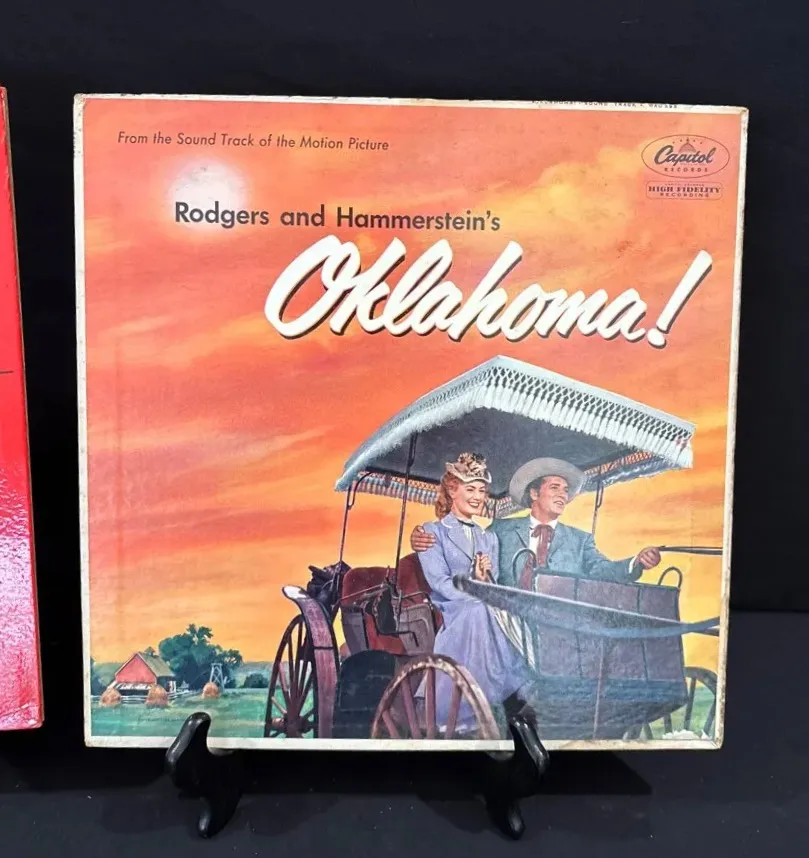 From the Sound Track of the Motion Picture
Capitol
RECORDS
HIGH FIDELITY
RECORDING
Rodgers and Hammerstein's
Oklahoma!